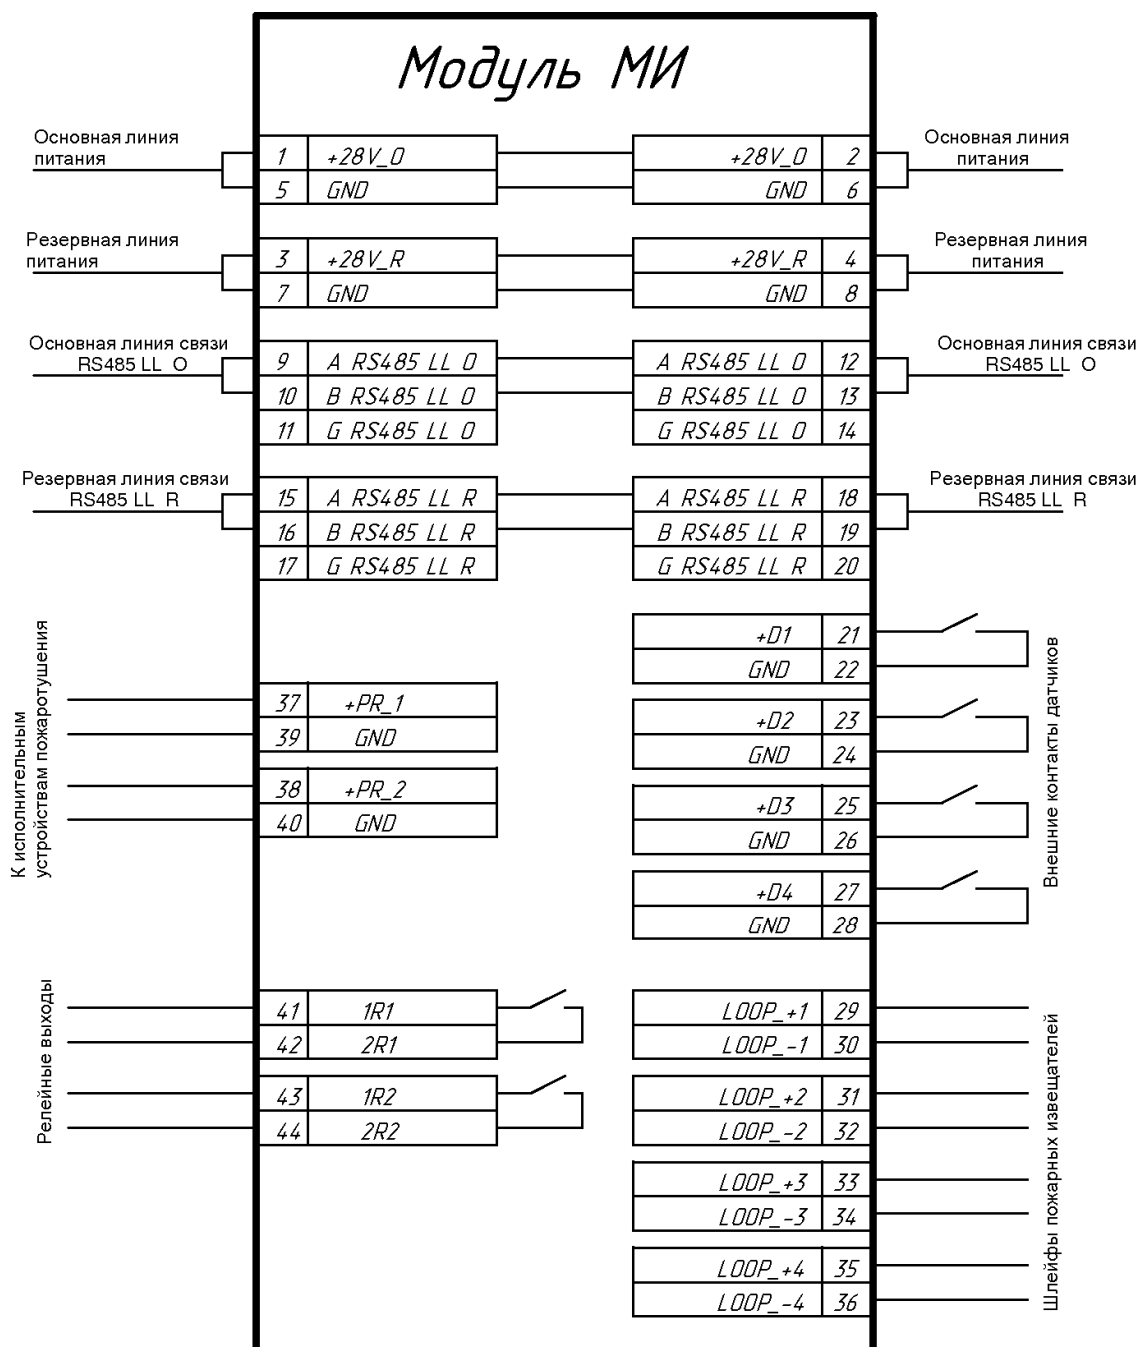 Модуль МИ
Основная линия
питания
1 +28V_O
5 GND
+28V_O 2
GND 6
Основная линия
питания
Резервная линия
питания
3 +28V_R
7 GND
+28V_R 4
GND 8
Резервная линия
питания
Основная линия связи
RS485 LL O
9 A RS485 LL O
10 B RS485 LL O
11 G RS485 LL O
A RS485 LL O 12
B RS485 LL O 13
G RS485 LL O 14
Основная линия связи
RS485 LL O
Резервная линия связи
RS485 LL R
15 A RS485 LL R
16 B RS485 LL R
17 G RS485 LL R
A RS485 LL R 18
B RS485 LL R 19
G RS485 LL R 20
Резервная линия связи
RS485 LL R
К исполнительным
устройствам пожаротушения
37 +PR_1
39 GND
38 +PR_2
40 GND
+D1 21
GND 22
+D2 23
GND 24
+D3 25
GND 26
+D4 27
GND 28
Внешние контакты датчиков
Релейные выходы
41 1R1
42 2R1
43 1R2
44 2R2
LOOP_+1 29
LOOP_-1 30
LOOP_+2 31
LOOP_-2 32
LOOP_+3 33
LOOP_-3 34
LOOP_+4 35
LOOP_-4 36
Шлейфы пожарных извещателей